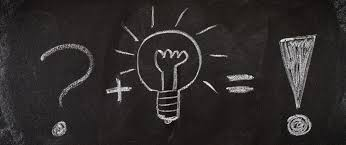 ? + = !